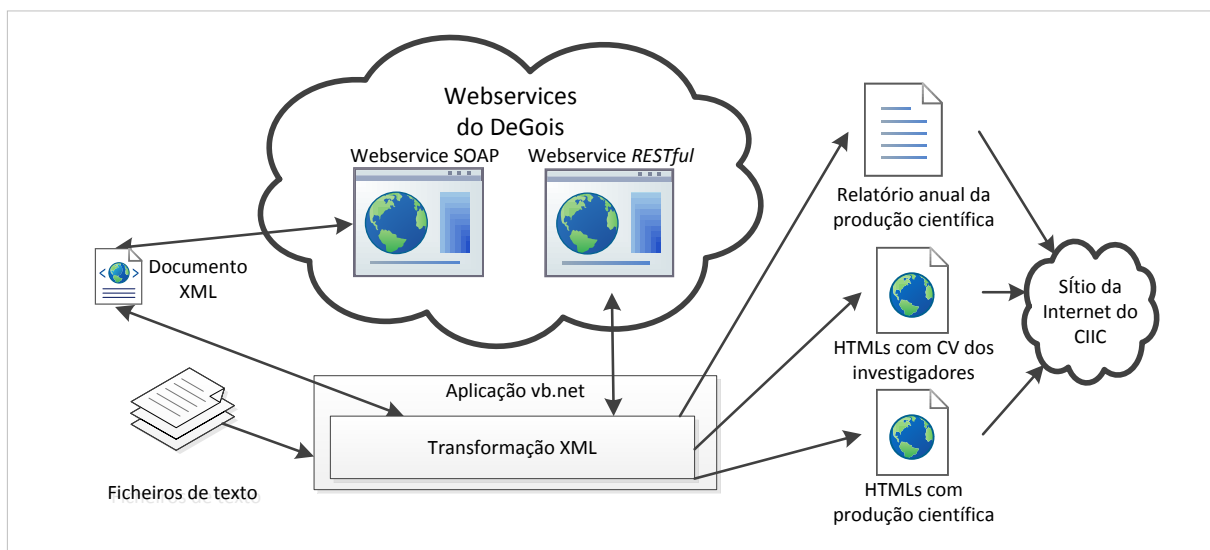 Webservices
do DeGois
Webservice SOAP
Webservice RESTful
Documento
XML
Ficheiros de texto
Aplicação vb.net
Transformação XML
Relatório anual da
produção científica
HTMLs com CV dos
investigadores
HTMLs com
produção científica
SÍtio da
Internet do
CIIC